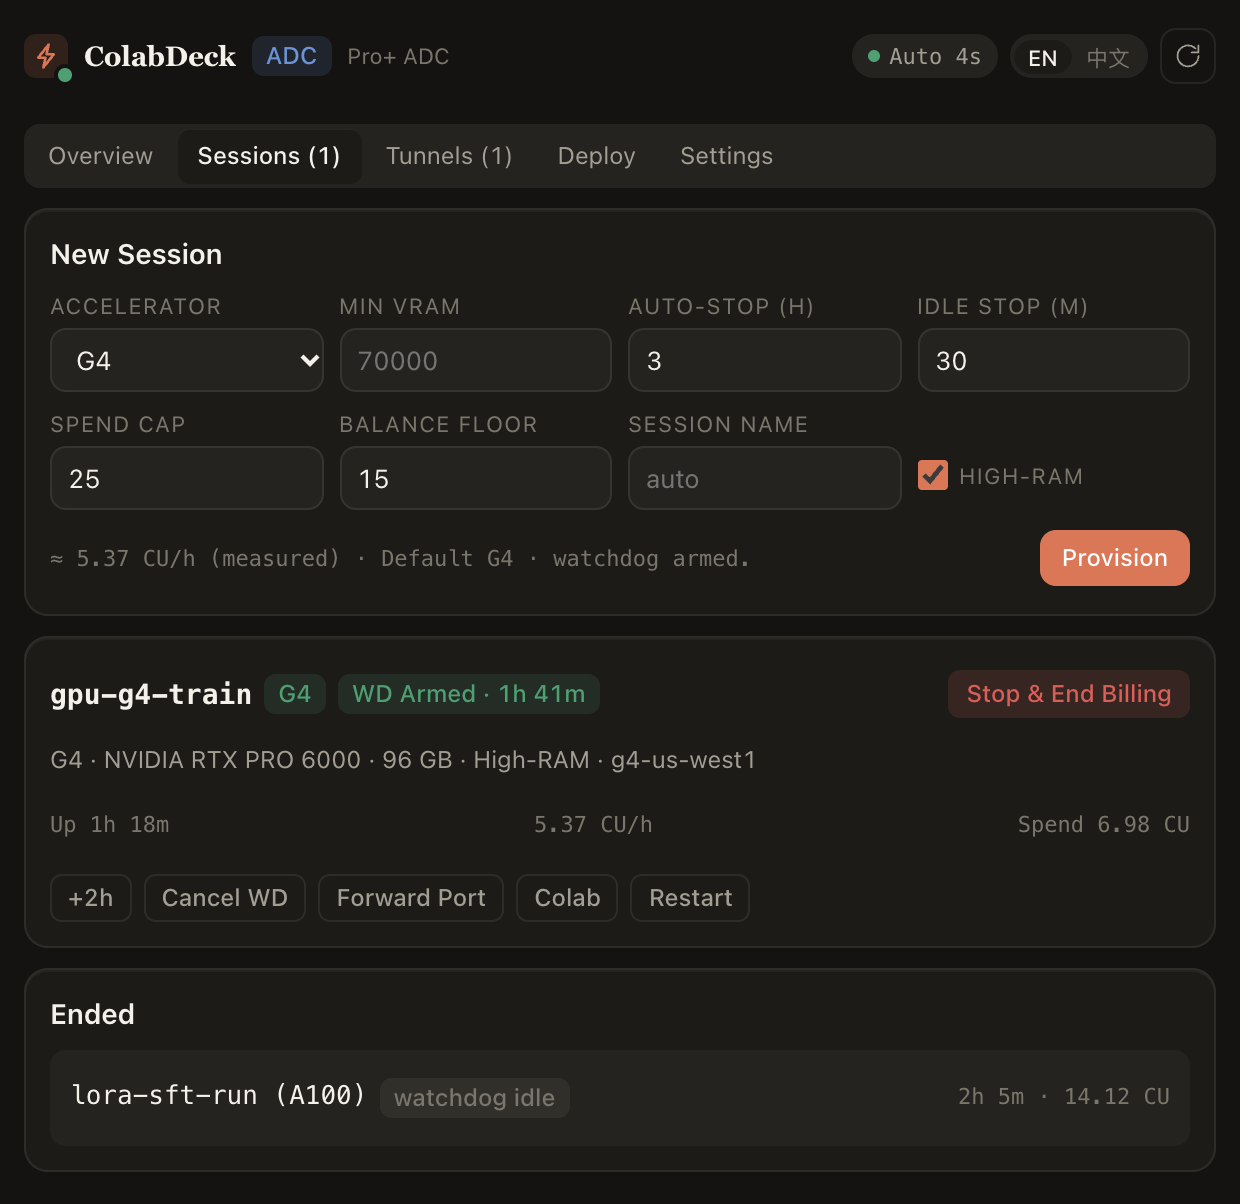 ColabDeck ADC Pro+ ADC Auto 4s EN 中文
Overview Sessions (1) Tunnels (1) Deploy Settings
New Session
ACCELERATOR MIN VRAM AUTO-STOP (H) IDLE STOP (M)
G4 70000 3 30
SPEND CAP BALANCE FLOOR SESSION NAME
25 15 auto HIGH-RAM
≈ 5.37 CU/h (measured) · Default G4 · watchdog armed. Provision
gpu-g4-train G4 WD Armed · 1h 41m Stop & End Billing
G4 · NVIDIA RTX PRO 6000 · 96 GB · High-RAM · g4-us-west1
Up 1h 18m 5.37 CU/h Spend 6.98 CU
+2h Cancel WD Forward Port Colab Restart
Ended
lora-sft-run (A100) watchdog idle 2h 5m · 14.12 CU